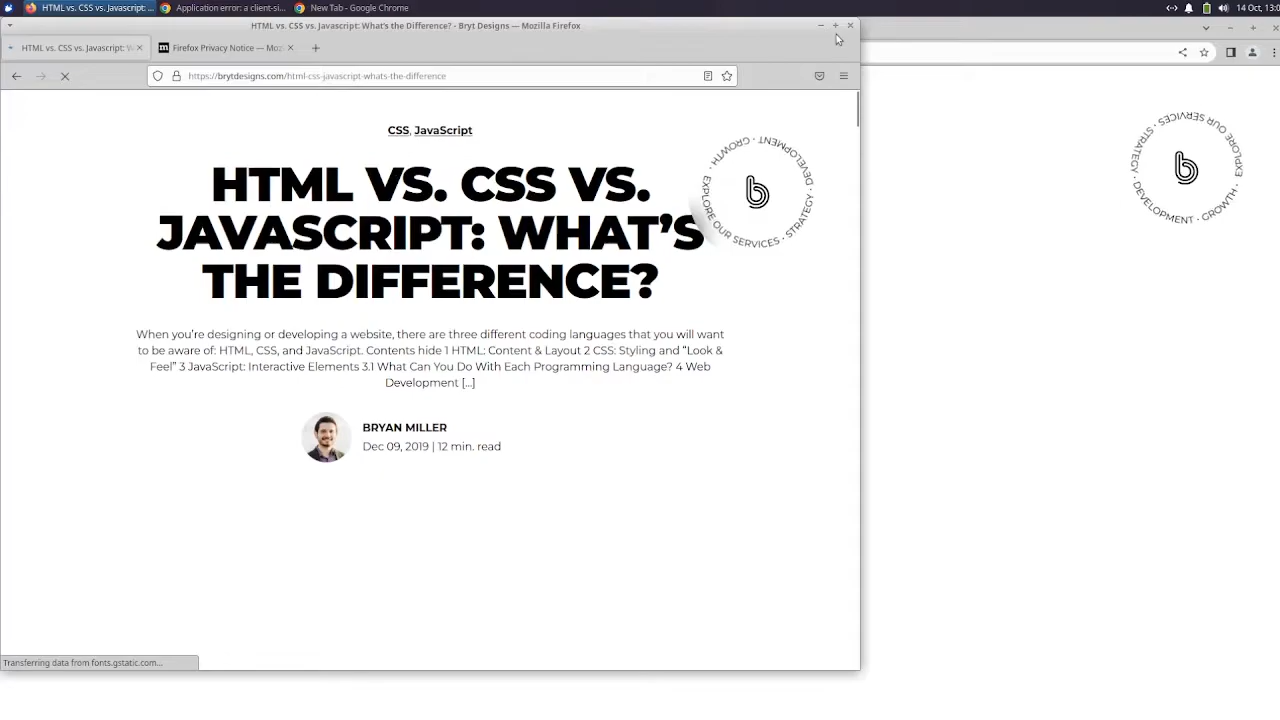 HTML vs. CSS vs. Javascript: ...
Application error: a client-si...
New Tab - Google Chrome
14 Oct, 13:0
HTML vs. CSS vs. Javascript: What's the Difference? - Bryt Designs — Mozilla Firefox
HTML vs. CSS vs. Javascript: W
Firefox Privacy Notice — Moz
https://brytdesigns.com/html-css-javascript-whats-the-difference
CSS, JavaScript
HTML VS. CSS VS.
JAVASCRIPT: WHAT’S
THE DIFFERENCE?
EXPLORE OUR SERVICES · STRATEGY · DEVELOPMENT · GROWTH ·
b
When you’re designing or developing a website, there are three different coding languages that you will want
to be aware of: HTML, CSS, and JavaScript. Contents hide 1 HTML: Content & Layout 2 CSS: Styling and “Look &
Feel” 3 JavaScript: Interactive Elements 3.1 What Can You Do With Each Programming Language? 4 Web
Development [...]
BRYAN MILLER
Dec 09, 2019 | 12 min. read
Transferring data from fonts.gstatic.com...
EXPLORE OUR SERVICES · STRATEGY · DEVELOPMENT · GROWTH ·
b